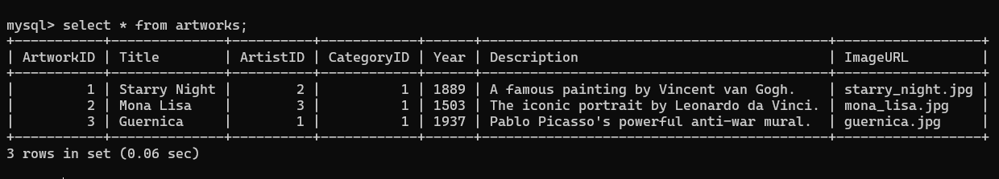 mysql> select * from artworks;
+-----------+--------------+----------+------------+------+-------------------------------------------+------------------+
| ArtworkID | Title        | ArtistID | CategoryID | Year | Description                               | ImageURL         |
+-----------+--------------+----------+------------+------+-------------------------------------------+------------------+
|         1 | Starry Night |        2 |          1 | 1889 | A famous painting by Vincent van Gogh.    | starry_night.jpg |
|         2 | Mona Lisa    |        3 |          1 | 1503 | The iconic portrait by Leonardo da Vinci. | mona_lisa.jpg    |
|         3 | Guernica     |        1 |          1 | 1937 | Pablo Picasso's powerful anti-war mural.  | guernica.jpg     |
+-----------+--------------+----------+------------+------+-------------------------------------------+------------------+
3 rows in set (0.06 sec)